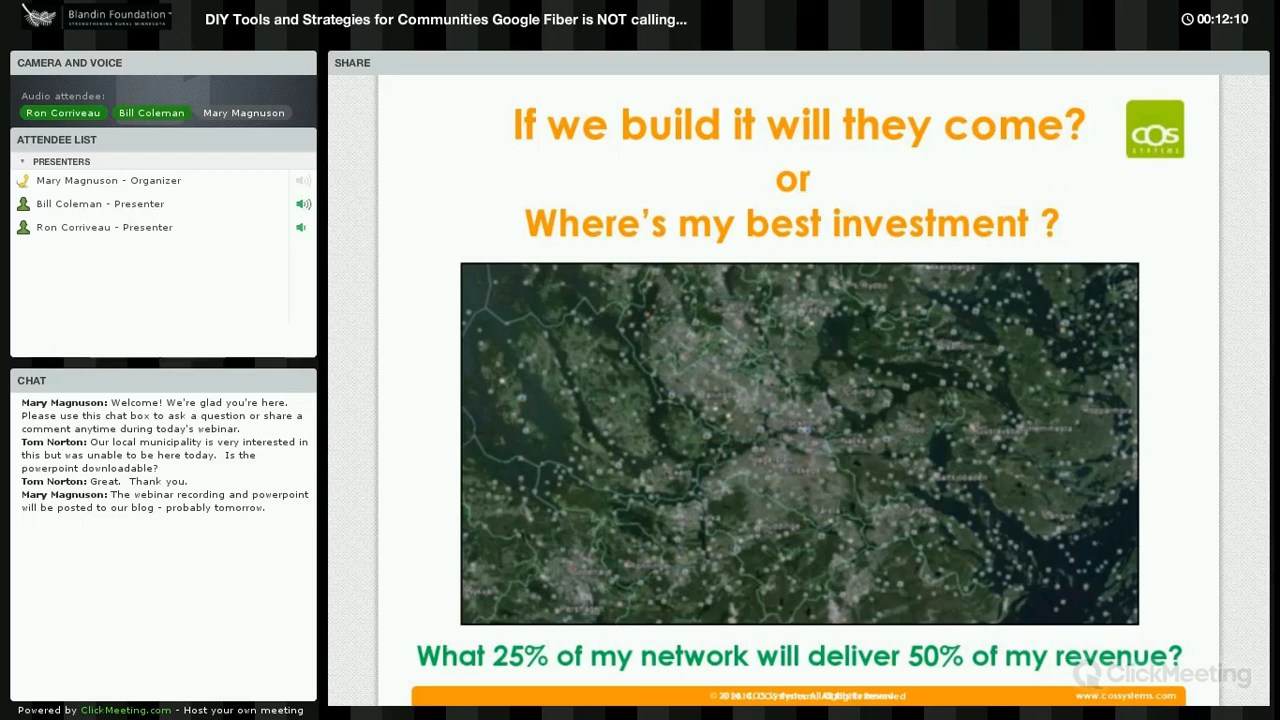 Blandin Foundation™
STRENGTHENING RURAL MINNESOTA
DIY Tools and Strategies for Communities Google Fiber is NOT calling...
00:12:10
CAMERA AND VOICE
Audio attendee:
Ron Corriveau
Bill Coleman
Mary Magnuson
ATTENDEE LIST
PRESENTERS
Mary Magnuson - Organizer
Bill Coleman - Presenter
Ron Corriveau - Presenter
CHAT
Mary Magnuson: Welcome! We're glad you're here.
Please use this chat box to ask a question or share a
comment anytime during today's webinar.
Tom Norton: Our local municipality is very interested in
this but was unable to be here today. Is the
powerpoint downloadable?
Tom Norton: Great. Thank you.
Mary Magnuson: The webinar recording and powerpoint
will be posted to our blog - probably tomorrow.
Powered by ClickMeeting.com - Host your own meeting
SHARE
If we build it will they come?
or
Where's my best investment ?
COS
SYSTEMS
What 25% of my network will deliver 50% of my revenue?
ClickMeeting
www.cossystems.com